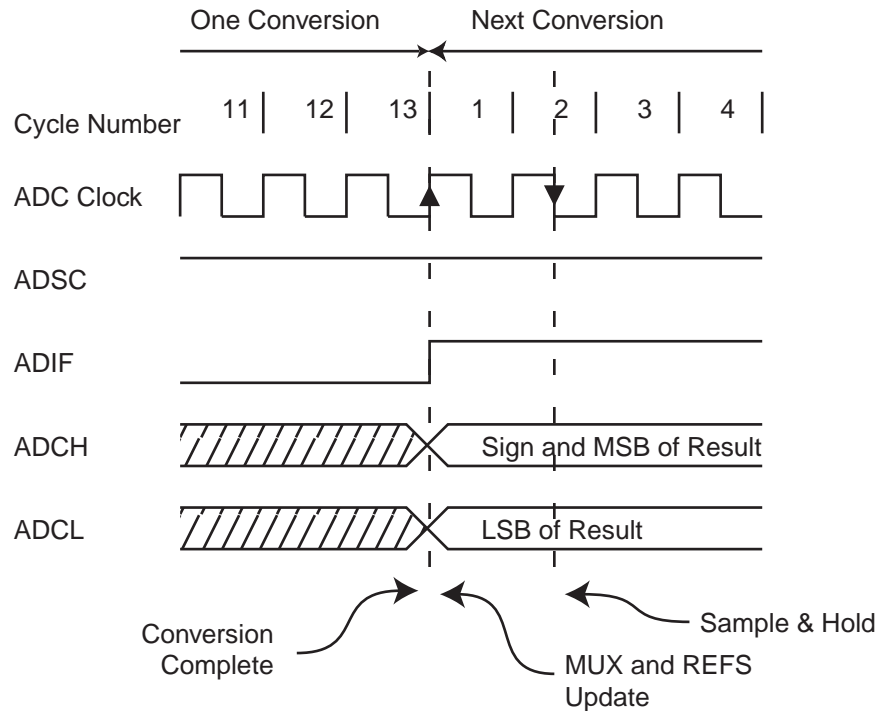 One Conversion Next Conversion
Cycle Number 11 12 13 1 2 3 4
ADC Clock
ADSC
ADIF
ADCH Sign and MSB of Result
ADCL LSB of Result
Conversion
Complete
MUX and REFS
Update
Sample & Hold